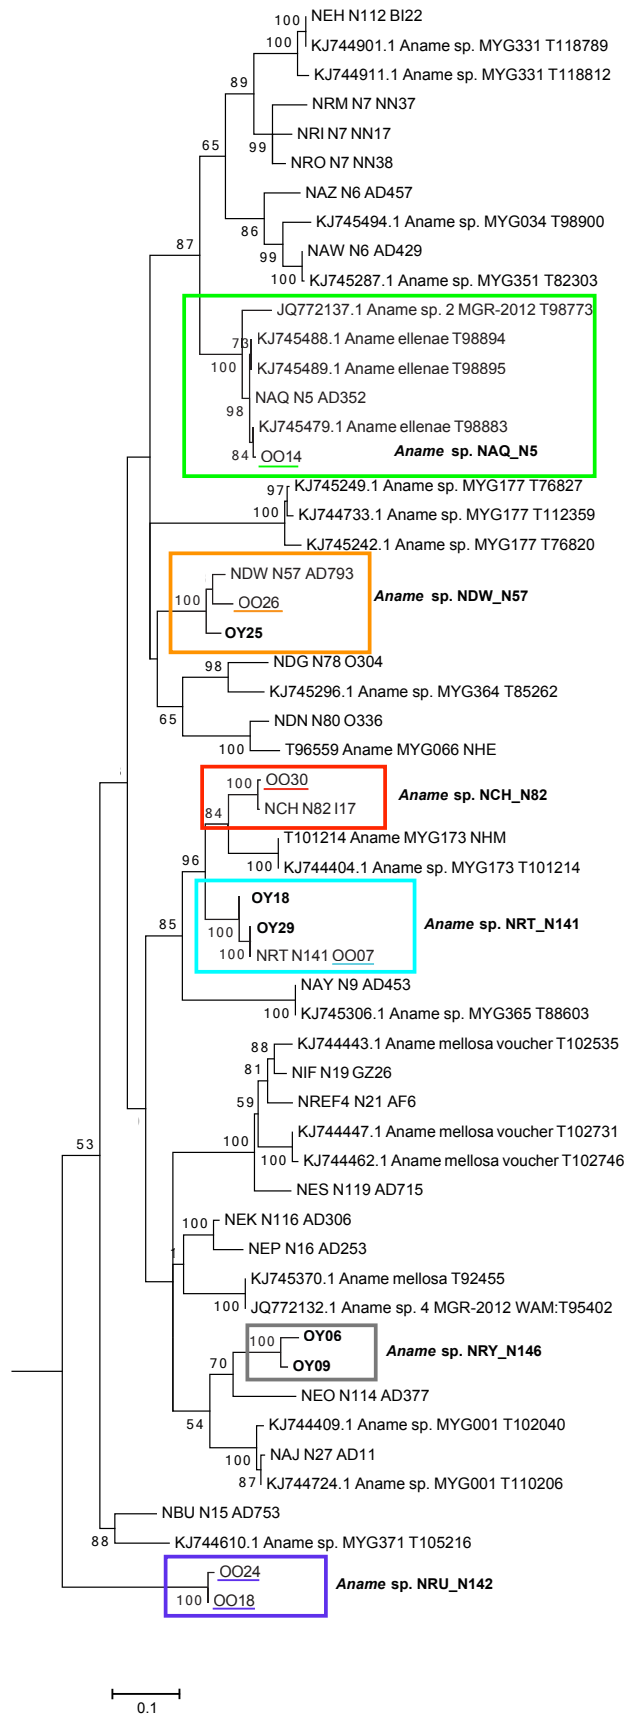 NEH N112 BI22
100
KJ744901.1 Aname sp. MYG331 T118789
100
KJ744911.1 Aname sp. MYG331 T118812
89
NRM N7 NN37
NRI N7 NN17
99
NRO N7 NN38
65
NAZ N6 AD457
86
KJ745494.1 Aname sp. MYG034 T98900
99
NAW N6 AD429
100
KJ745287.1 Aname sp. MYG351 T82303
87
JQ772137.1 Aname sp. 2 MGR-2012 T98773
73
KJ745488.1 Aname ellenae T98894
100
KJ745489.1 Aname ellenae T98895
NAQ N5 AD352
98
KJ745479.1 Aname ellenae T98883
84
OO14
Aname sp. NAQ_N5
97
KJ745249.1 Aname sp. MYG177 T76827
100
KJ744733.1 Aname sp. MYG177 T112359
KJ745242.1 Aname sp. MYG177 T76820
NDW N57 AD793
100
OO26
Aname sp. NDW_N57
OY25
NDG N78 O304
98
KJ745296.1 Aname sp. MYG364 T85262
65
NDN N80 O336
100
T96559 Aname MYG066 NHE
100
OO30
NCH N82 I17
Aname sp. NCH_N82
84
T101214 Aname MYG173 NHM
100
KJ744404.1 Aname sp. MYG173 T101214
96
OY18
100
OY29
Aname sp. NRT_N141
100
NRT N141 OO07
85
NAY N9 AD453
100
KJ745306.1 Aname sp. MYG365 T88603
88
KJ744443.1 Aname mellosa voucher T102535
81
NIF N19 GZ26
59
NREF4 N21 AF6
KJ744447.1 Aname mellosa voucher T102731
100
100
KJ744462.1 Aname mellosa voucher T102746
NES N119 AD715
53
100
NEK N116 AD306
NEP N16 AD253
KJ745370.1 Aname mellosa T92455
100
JQ772132.1 Aname sp. 4 MGR-2012 WAM:T95402
100
OY06
OY09
Aname sp. NRY_N146
70
NEO N114 AD377
54
KJ744409.1 Aname sp. MYG001 T102040
100
NAJ N27 AD11
87
KJ744724.1 Aname sp. MYG001 T110206
NBU N15 AD753
88
KJ744610.1 Aname sp. MYG371 T105216
OO24
100
OO18
Aname sp. NRU_N142
0.1